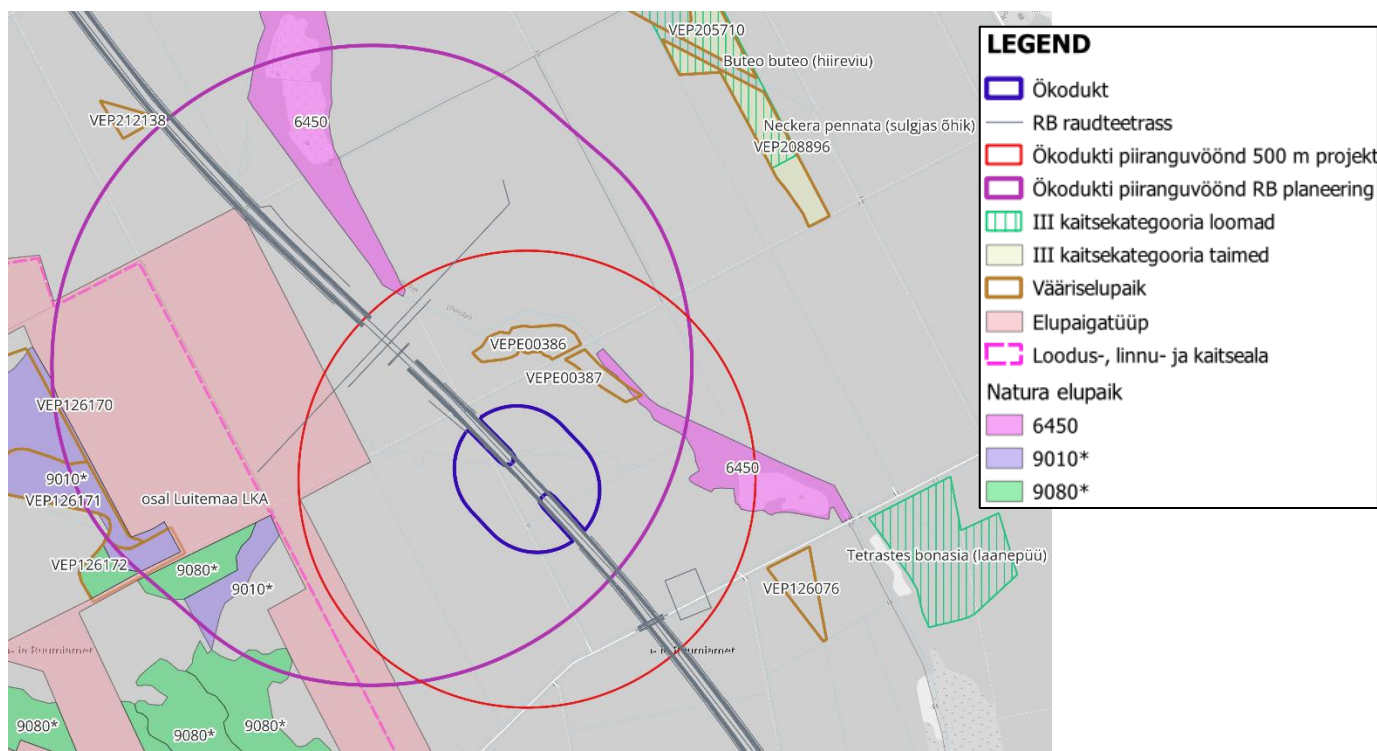 VEP205710
Buteo buteo (hiireviu)
VEP212138
6450
Neckera pennata (sulgjas õhik)
VEP208896
VEPE00386
VEPE00387
VEP126170
6450
9010*
VEP126171
osal Luitemaa LKA
Tetrastes bonasia (laanepüü)
VEP126172
9080*
9010*
VEP126076
9080*
9080*
9080*
LEGEND
Ökodukt
RB raudteetrass
Ökodukti piiranguvöönd 500 m projekt
Ökodukti piiranguvöönd RB planeering
III kaitsekategooria loomad
III kaitsekategooria taimed
Vääriselupaik
Elupaigatüüp
Loodus-, linnu- ja kaitseala
Natura elupaik
6450
9010*
9080*